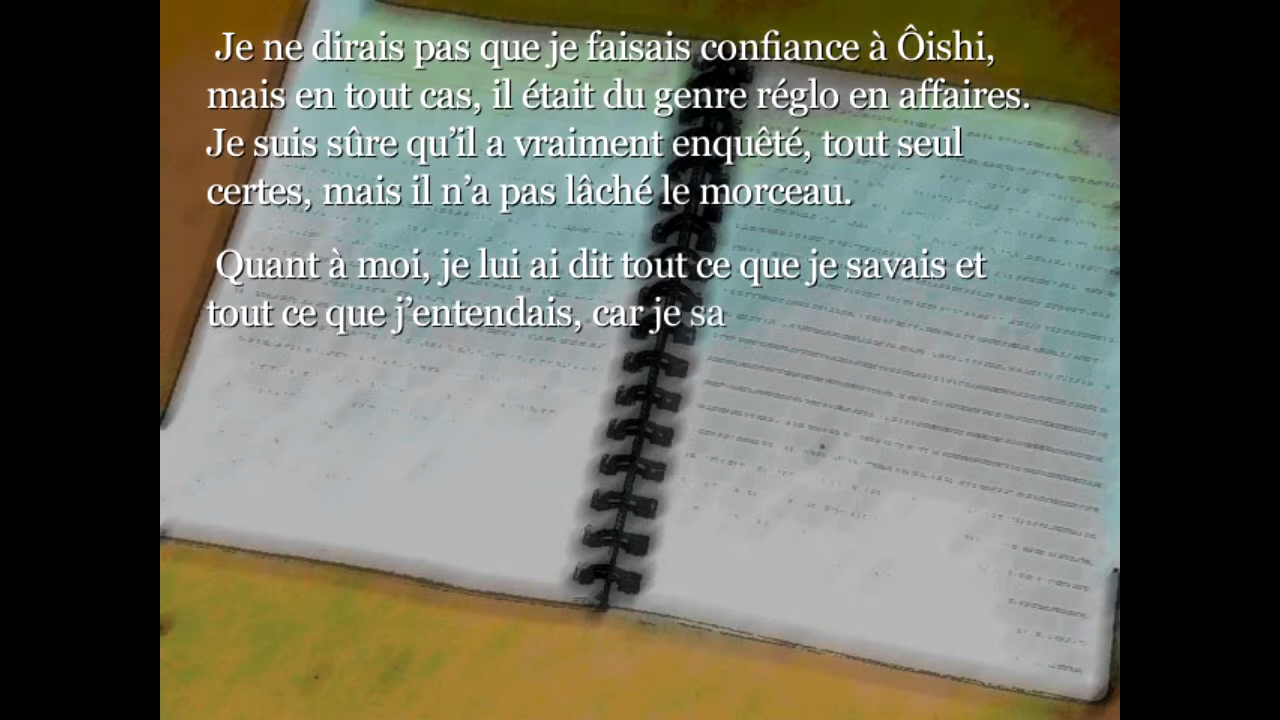 Je ne dirais pas que je faisais confiance à Ôishi,
mais en tout cas, il était du genre réglo en affaires.
Je suis sûre qu’il a vraiment enquêté, tout seul
certes, mais il n’a pas lâché le morceau.
Quant à moi, je lui ai dit tout ce que je savais et
tout ce que j’entendais, car je sa